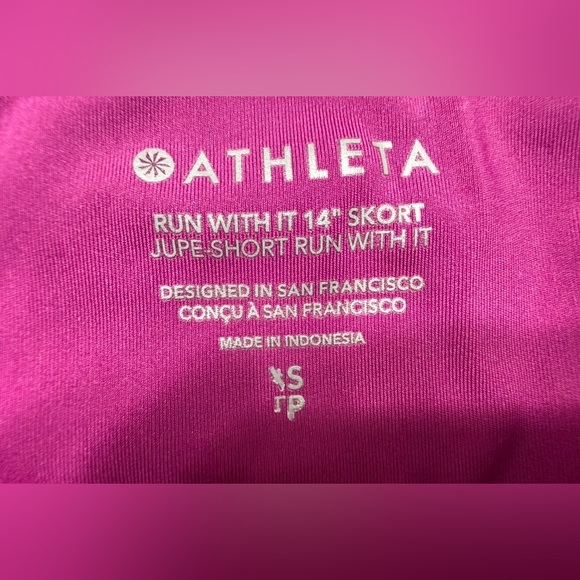 ATHLETA
RUN WITH IT 14" SKORT
JUPE-SHORT RUN WITH IT
DESIGNED IN SAN FRANCISCO
CONÇU À SAN FRANCISCO
MADE IN INDONESIA
XS
TP